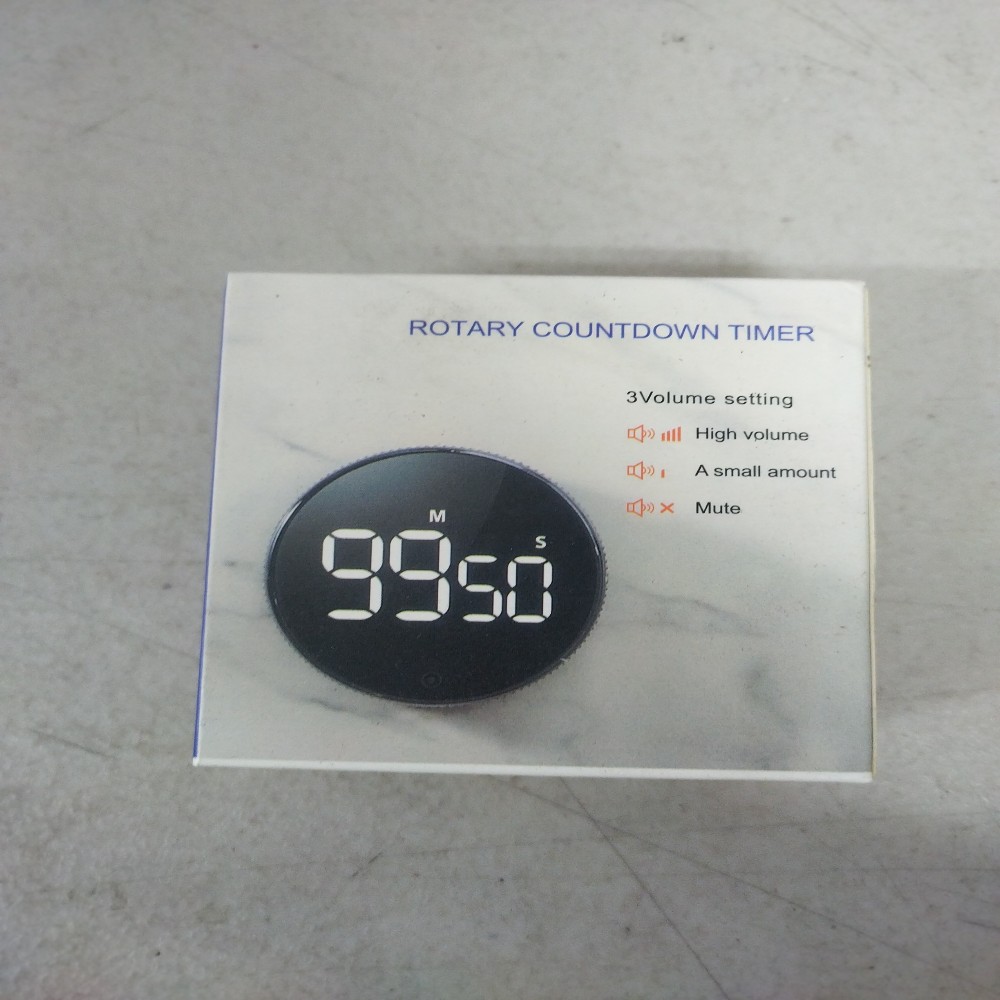 ROTARY COUNTDOWN TIMER
3Volume setting
High volume
A small amount
Mute
M
S
9950